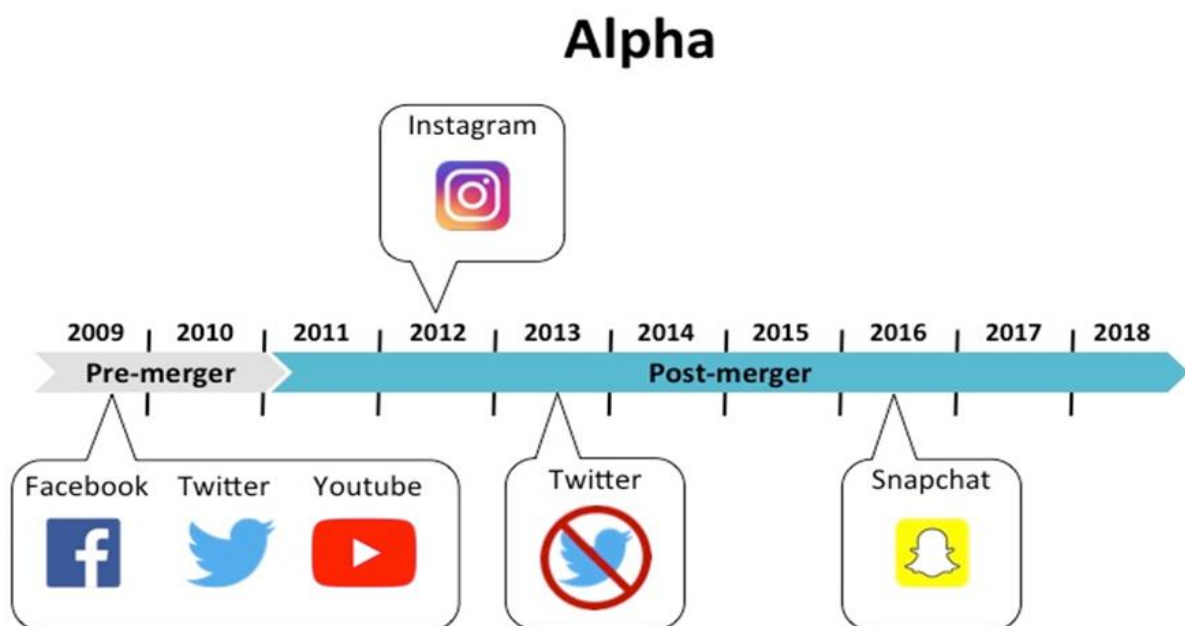 Alpha
Instagram
2009 2010 2011 2012 2013 2014 2015 2016 2017 2018
Pre-merger Post-merger
Facebook Twitter Youtube Twitter Snapchat